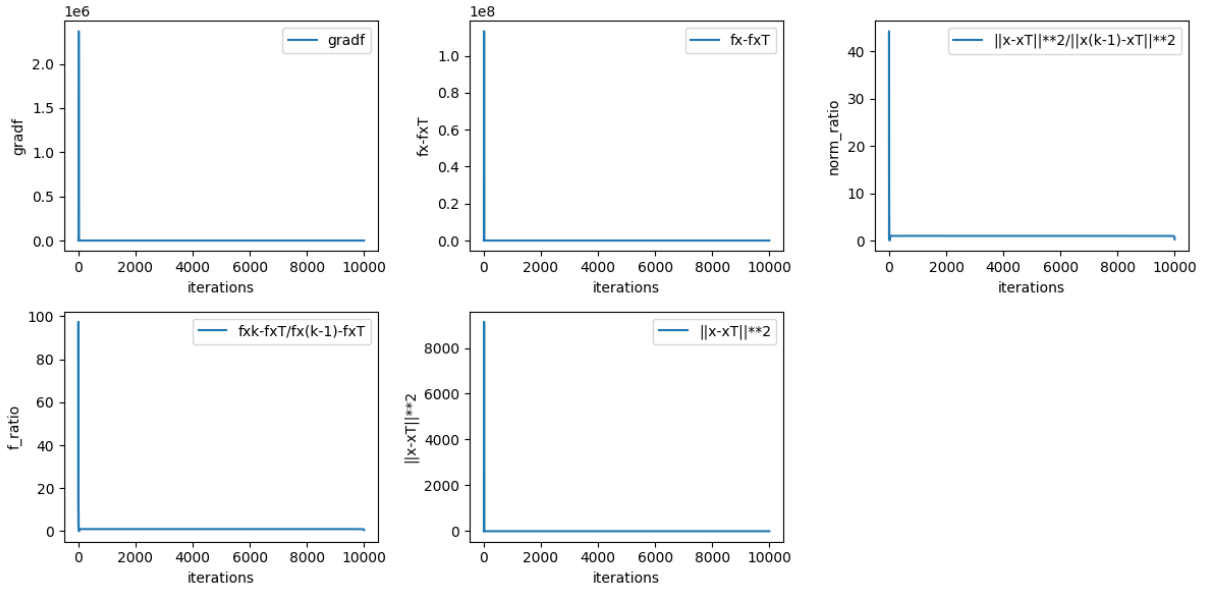 1e6
gradf
2.0
1.5
1.0
0.5
0.0
gradf
0 2000 4000 6000 8000 10000
iterations
1e8
fx-fxT
1.0
0.8
0.6
0.4
0.2
0.0
fx-fxT
0 2000 4000 6000 8000 10000
iterations
||x-xT||**2/||x(k-1)-xT||**2
40
30
20
10
0
norm_ratio
0 2000 4000 6000 8000 10000
iterations
fxk-fxT/fx(k-1)-fxT
100
80
60
40
20
0
f_ratio
0 2000 4000 6000 8000 10000
iterations
||x-xT||**2
8000
6000
4000
2000
0
||x-xT||**2
0 2000 4000 6000 8000 10000
iterations